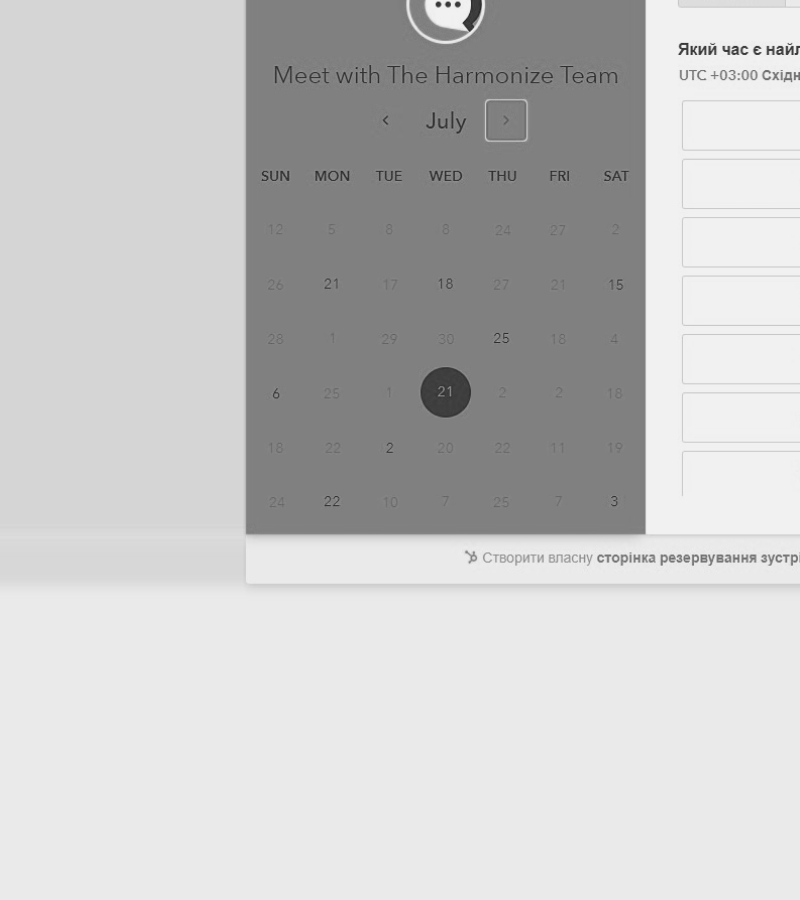 Meet with The Harmonize Team
July
SUN MON TUE WED THU FRI SAT
12 5 8 8 24 27 2
26 21 17 18 27 21 15
28 1 29 30 25 18 4
6 25 1 21 2 2 18
18 22 2 20 22 11 19
24 22 10 7 25 7 3
Який час є найл
UTC +03:00 Східн
Створити власну сторінка резервування зустрі